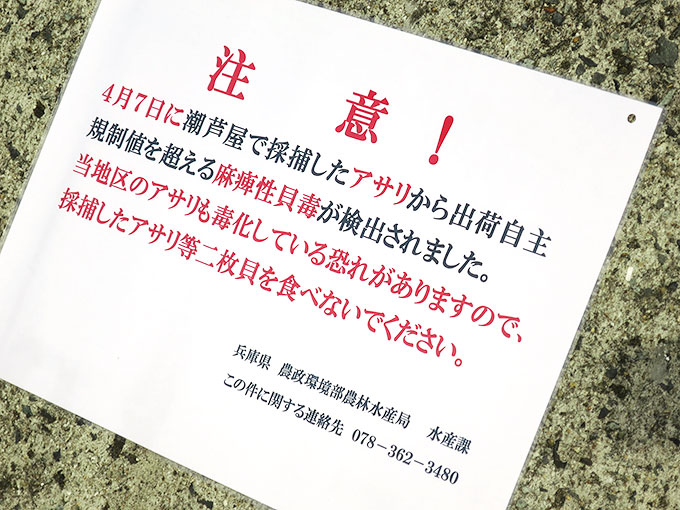 注意！
4月7日に潮芦屋で採捕したアサリから出荷自主
規制値を超える麻痺性貝毒が検出されました。
当地区のアサリも毒化している恐れがありますので、
採捕したアサリ等二枚貝を食べないでください。
兵庫県 農政環境部農林水産局 水産課
この件に関する連絡先 078－362－3480